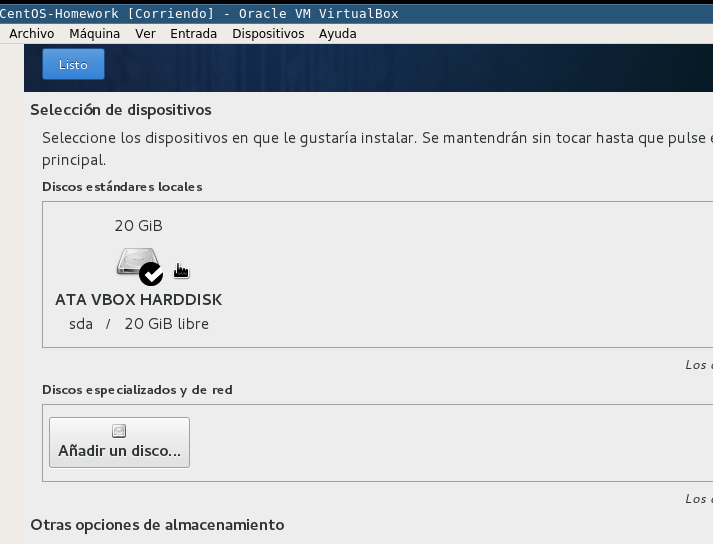 CentOS-Homework [Corriendo] - Oracle VM VirtualBox
Archivo Máquina Ver Entrada Dispositivos Ayuda
Listo
Selección de dispositivos
Seleccione los dispositivos en que le gustaría instalar. Se mantendrán sin tocar hasta que pulse
principal.
Discos estándares locales
20 GiB
ATA VBOX HARDDISK
sda / 20 GiB libre
Los
Discos especializados y de red
Añadir un disco...
Los
Otras opciones de almacenamiento